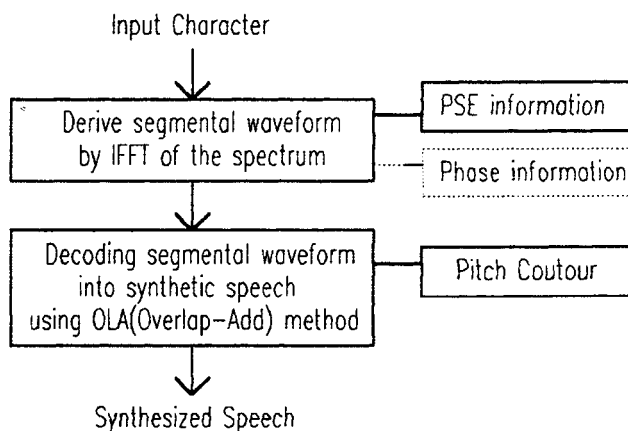 Input Character
Derive segmental waveform
by IFFT of the spectrum
PSE information
Phase information
Decoding segmental waveform
into synthetic speech
using OLA(Overlap-Add) method
Pitch Coutour
Synthesized Speech